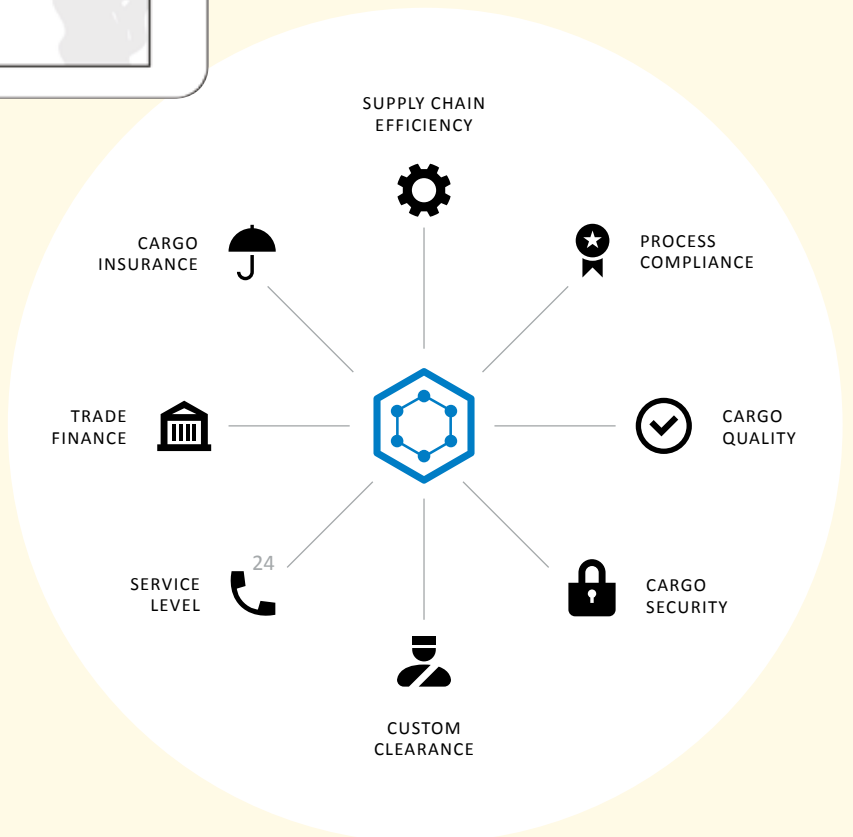 SUPPLY CHAIN
EFFICIENCY
CARGO
INSURANCE
PROCESS
COMPLIANCE
TRADE
FINANCE
CARGO
QUALITY
24
SERVICE
LEVEL
CARGO
SECURITY
CUSTOM
CLEARANCE